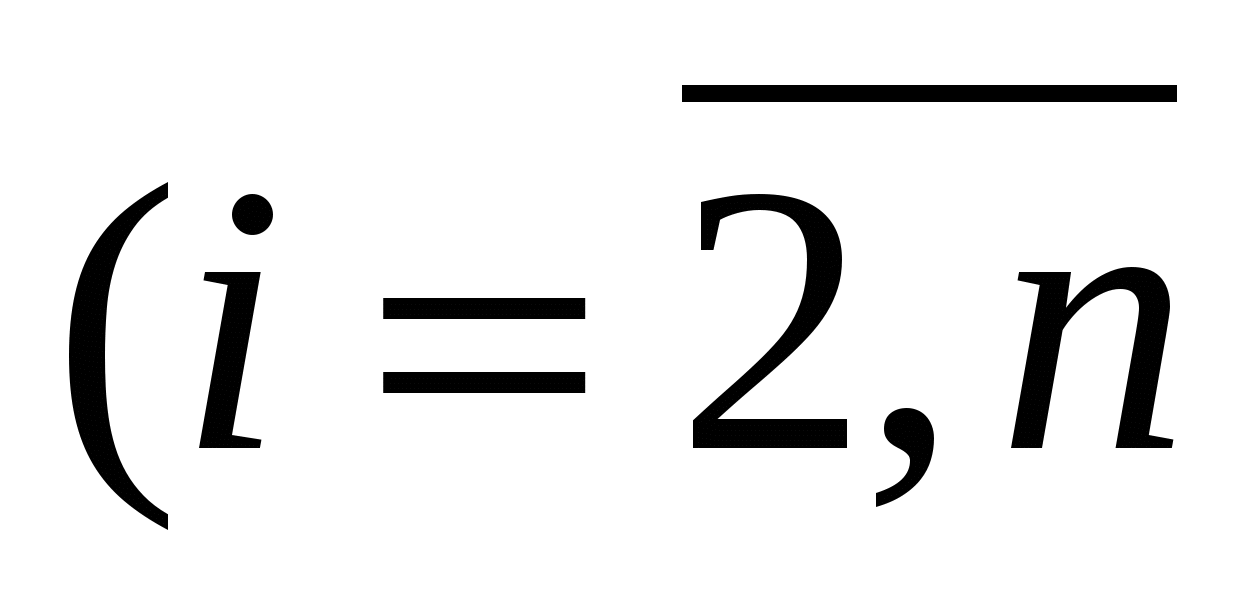 (i = \overline{2, n}